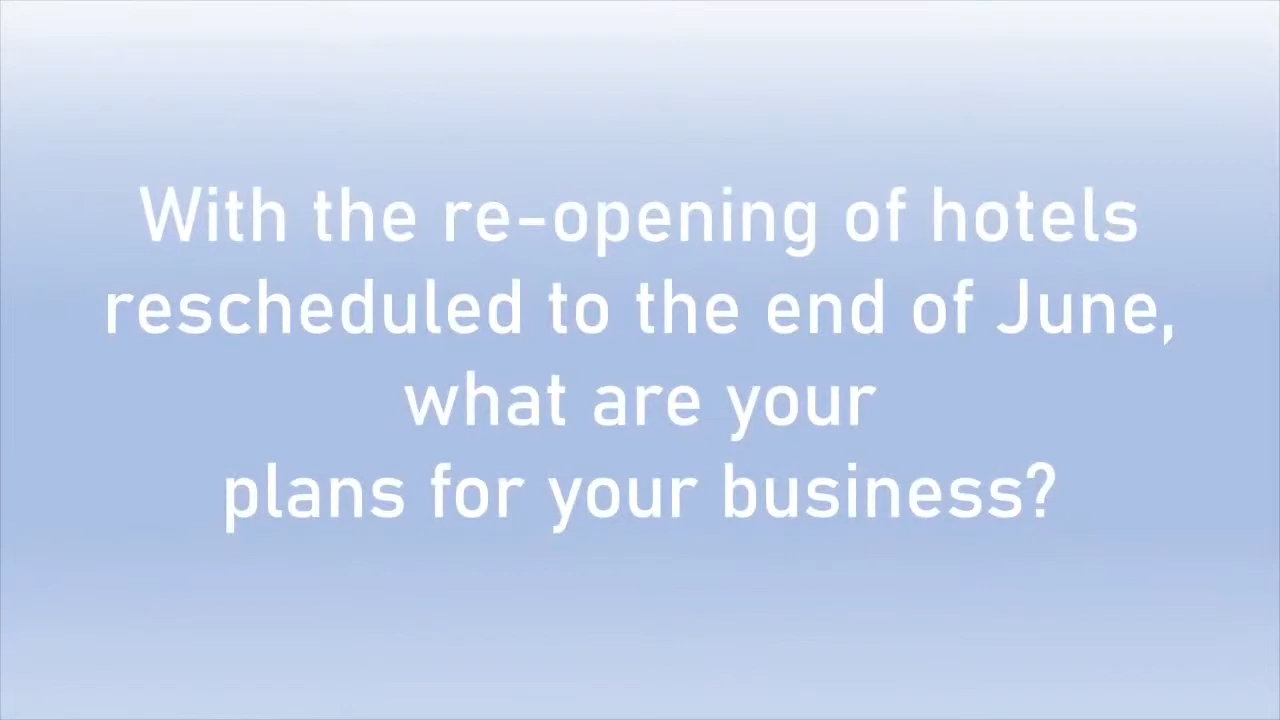 With the re-opening of hotels
rescheduled to the end of June,
what are your
plans for your business?